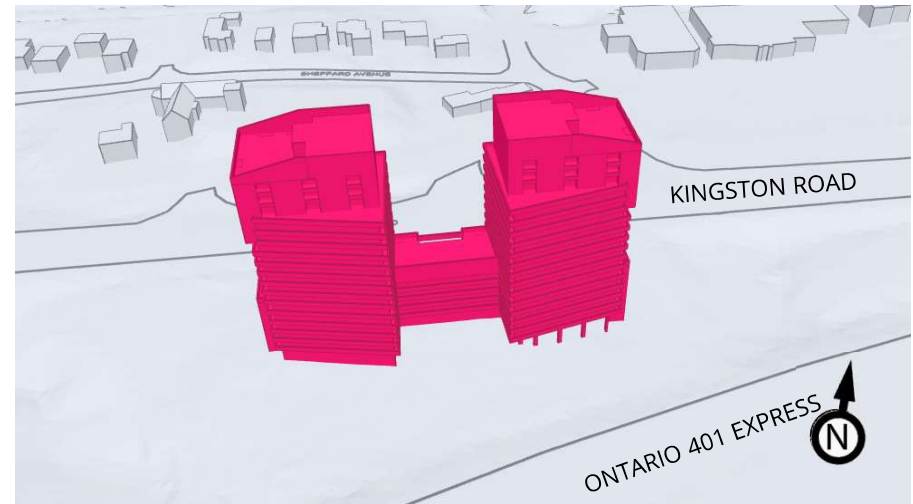 SHEPPARD AVENUE
KINGSTON ROAD
ONTARIO 401 EXPRESS
N